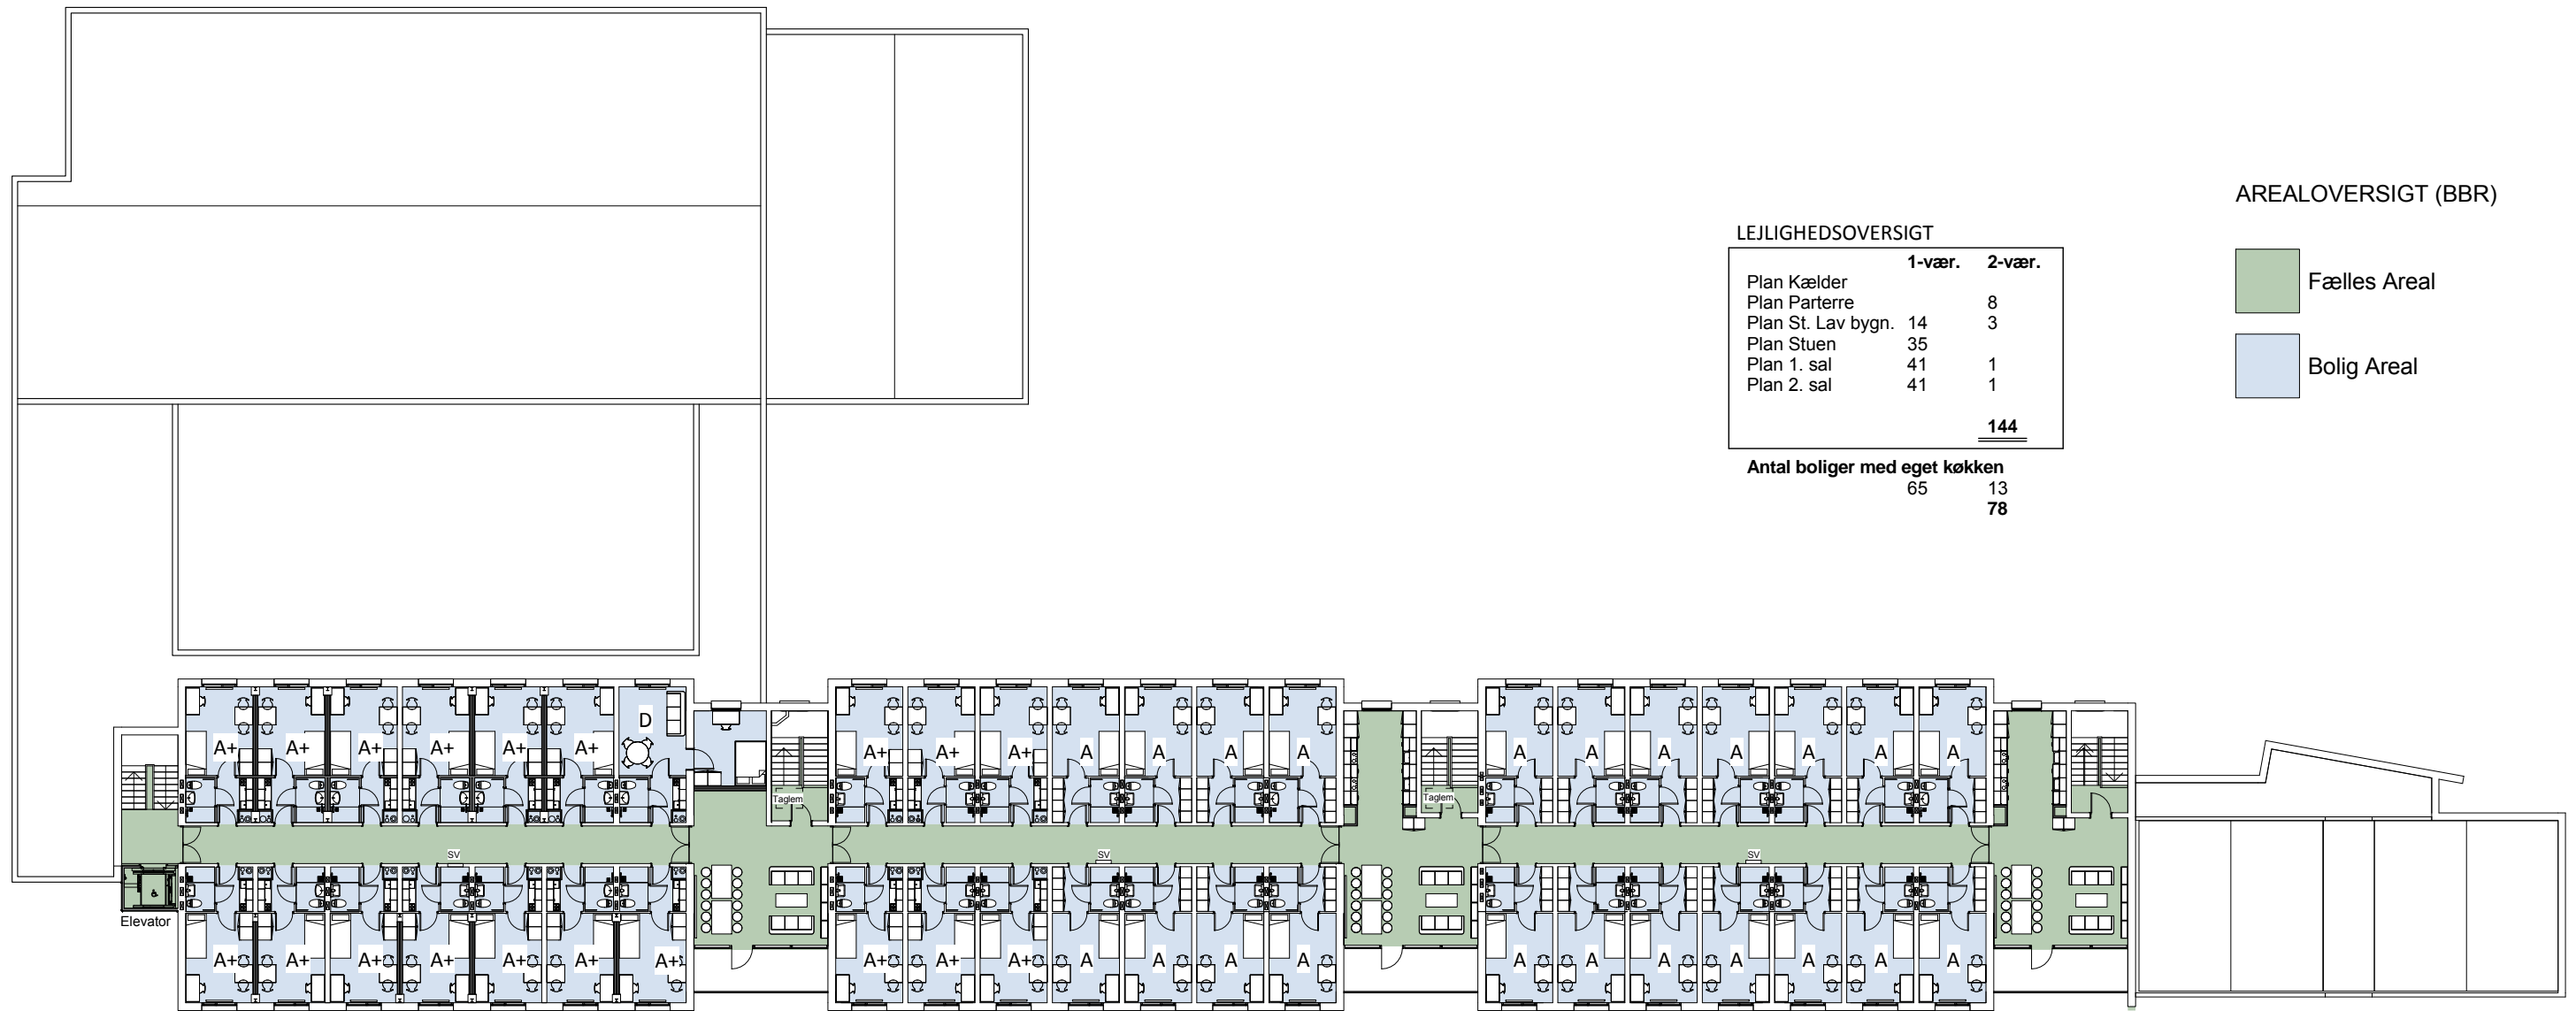 AREALOVERSIGT (BBR)
LEJLIGHEDSOVERSIGT
1-vær. 2-vær.
Plan Kælder
Plan Parterre 8
Plan St. Lav bygn. 14 3
Plan Stuen 35
Plan 1. sal 41 1
Plan 2. sal 41 1
144
Antal boliger med eget køkken
65 13
78
Fælles Areal
Bolig Areal
D
A+ A+ A+ A+ A+ A+ A+ A+ A+ A A A A A A A A A A A
Taglem Taglem
SV SV SV
Elevator
A+ A+ A+ A+ A+ A+ A+ A+ A+ A+ A A A A A A A A A A A